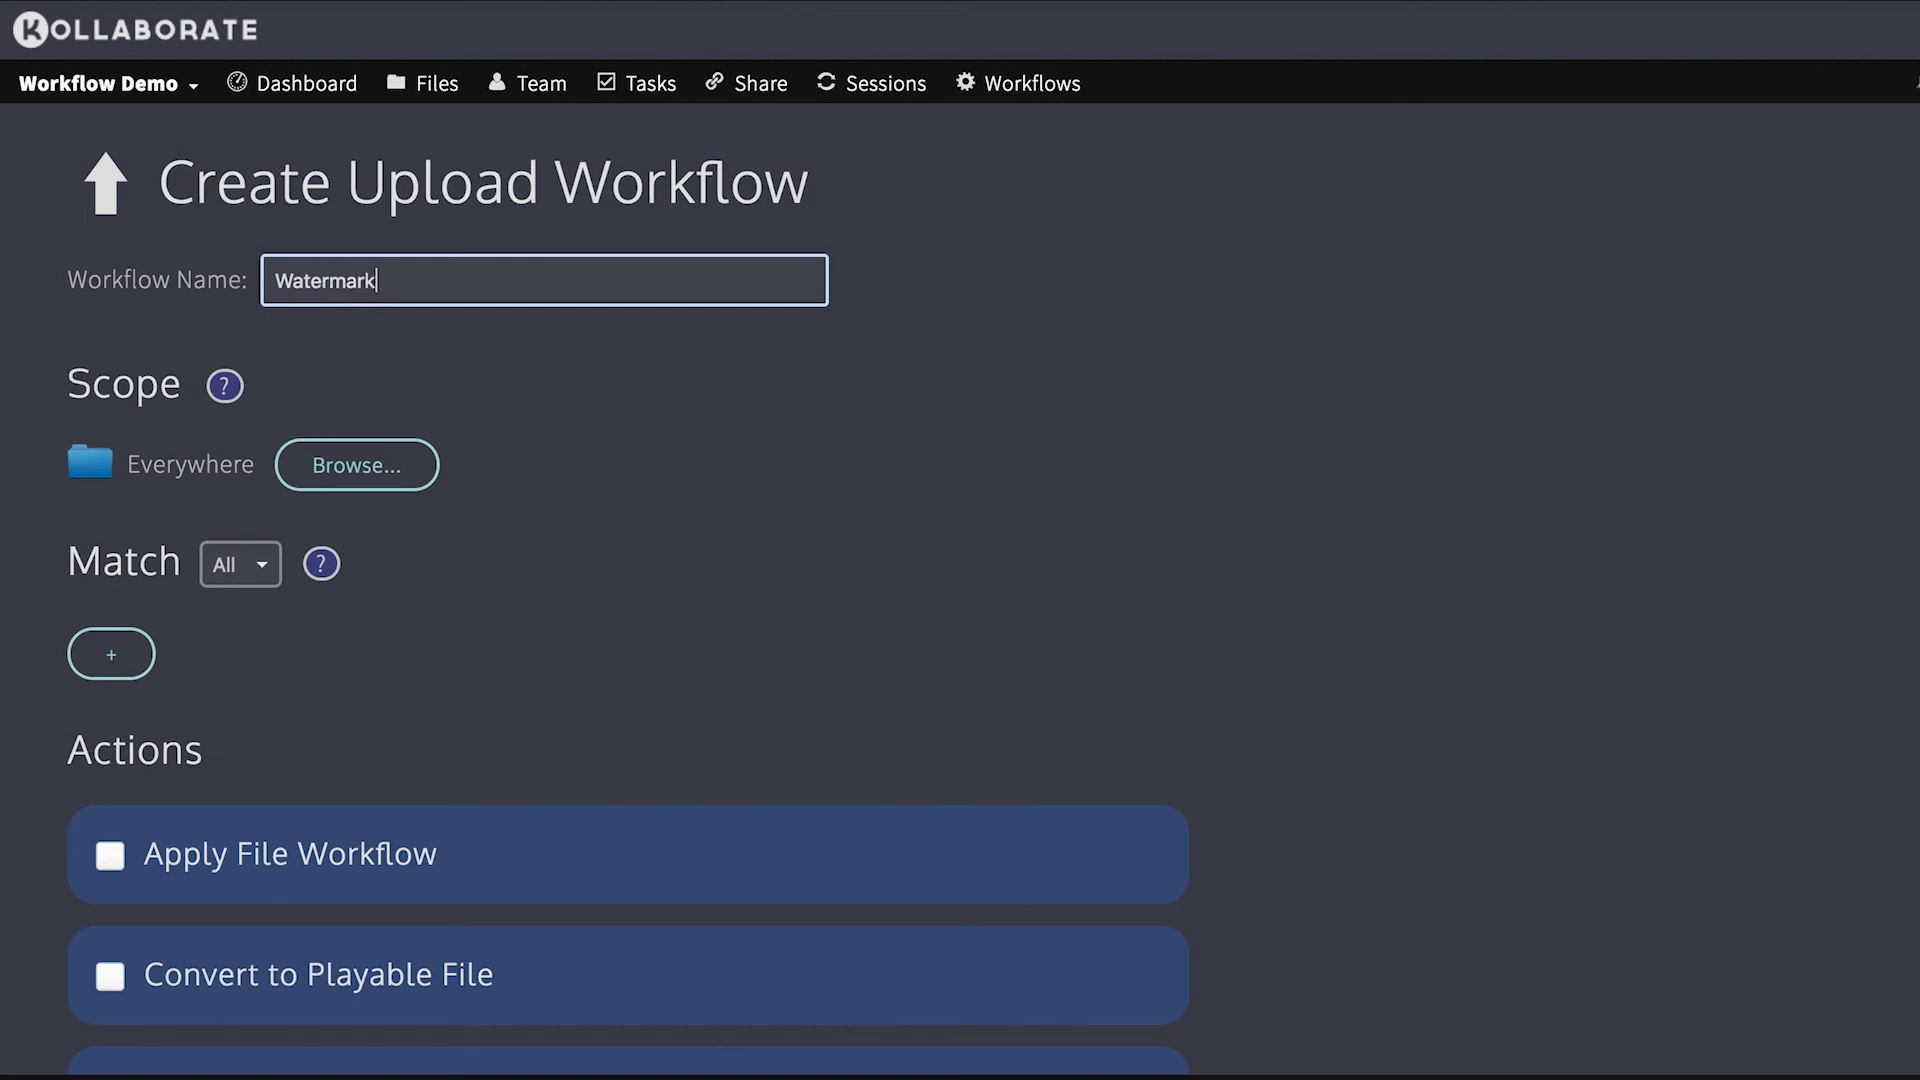 KOLLABORATE
Workflow Demo Dashboard Files Team Tasks Share Sessions Workflows
Create Upload Workflow
Workflow Name: Watermark
Scope ?
Everywhere Browse...
Match All ?
+
Actions
Apply File Workflow
Convert to Playable File